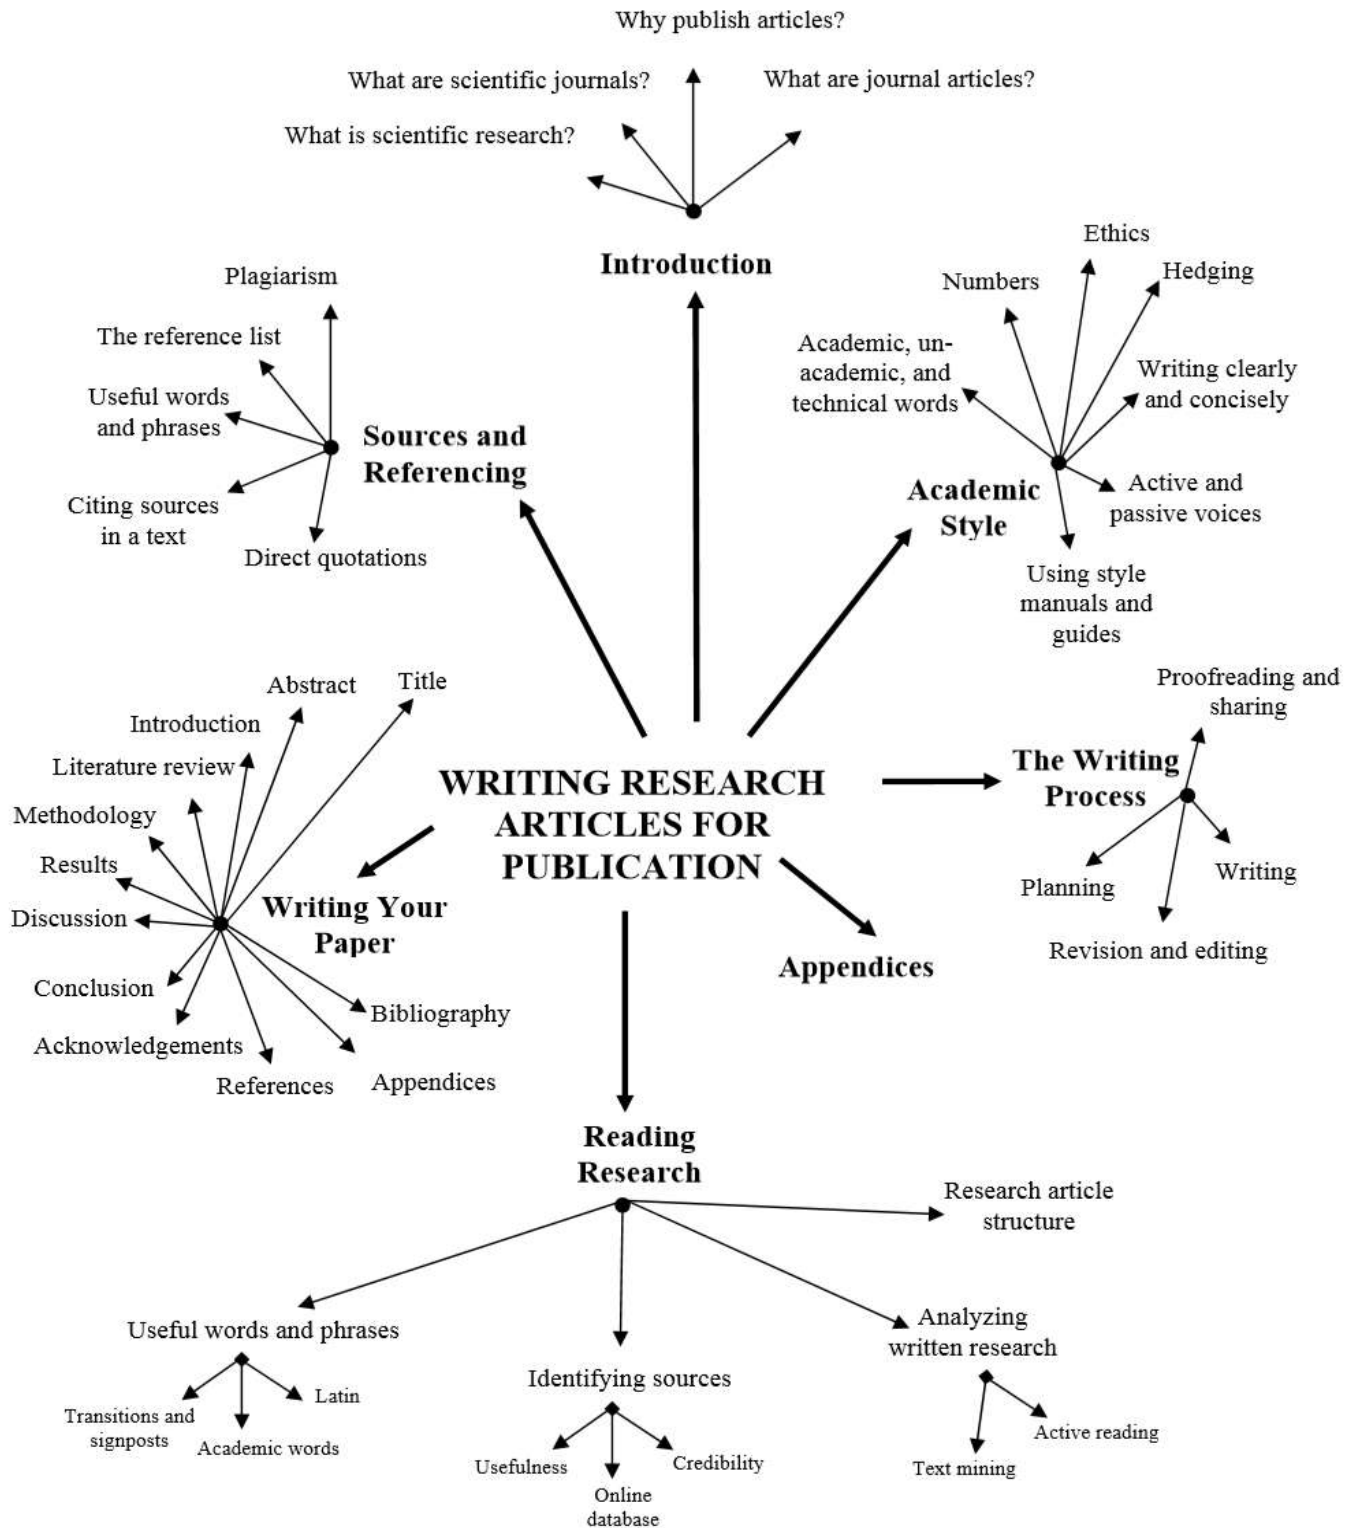 Why publish articles?
What are scientific journals?
What are journal articles?
What is scientific research?
Introduction
Plagiarism
The reference list
Useful words
and phrases
Citing sources
in a text
Direct quotations
Sources and
Referencing
Ethics
Numbers
Hedging
Academic, un-
academic, and
technical words
Writing clearly
and concisely
Active and
passive voices
Using style
manuals and
guides
Academic
Style
WRITING RESEARCH
ARTICLES FOR
PUBLICATION
Proofreading and
sharing
The Writing
Process
Planning
Writing
Revision and editing
Appendices
Title
Abstract
Introduction
Literature review
Methodology
Results
Discussion
Conclusion
Acknowledgements
References
Appendices
Bibliography
Writing Your
Paper
Reading
Research
Research article
structure
Useful words and phrases
Transitions and
signposts
Academic words
Latin
Identifying sources
Usefulness
Online
database
Credibility
Analyzing
written research
Text mining
Active reading